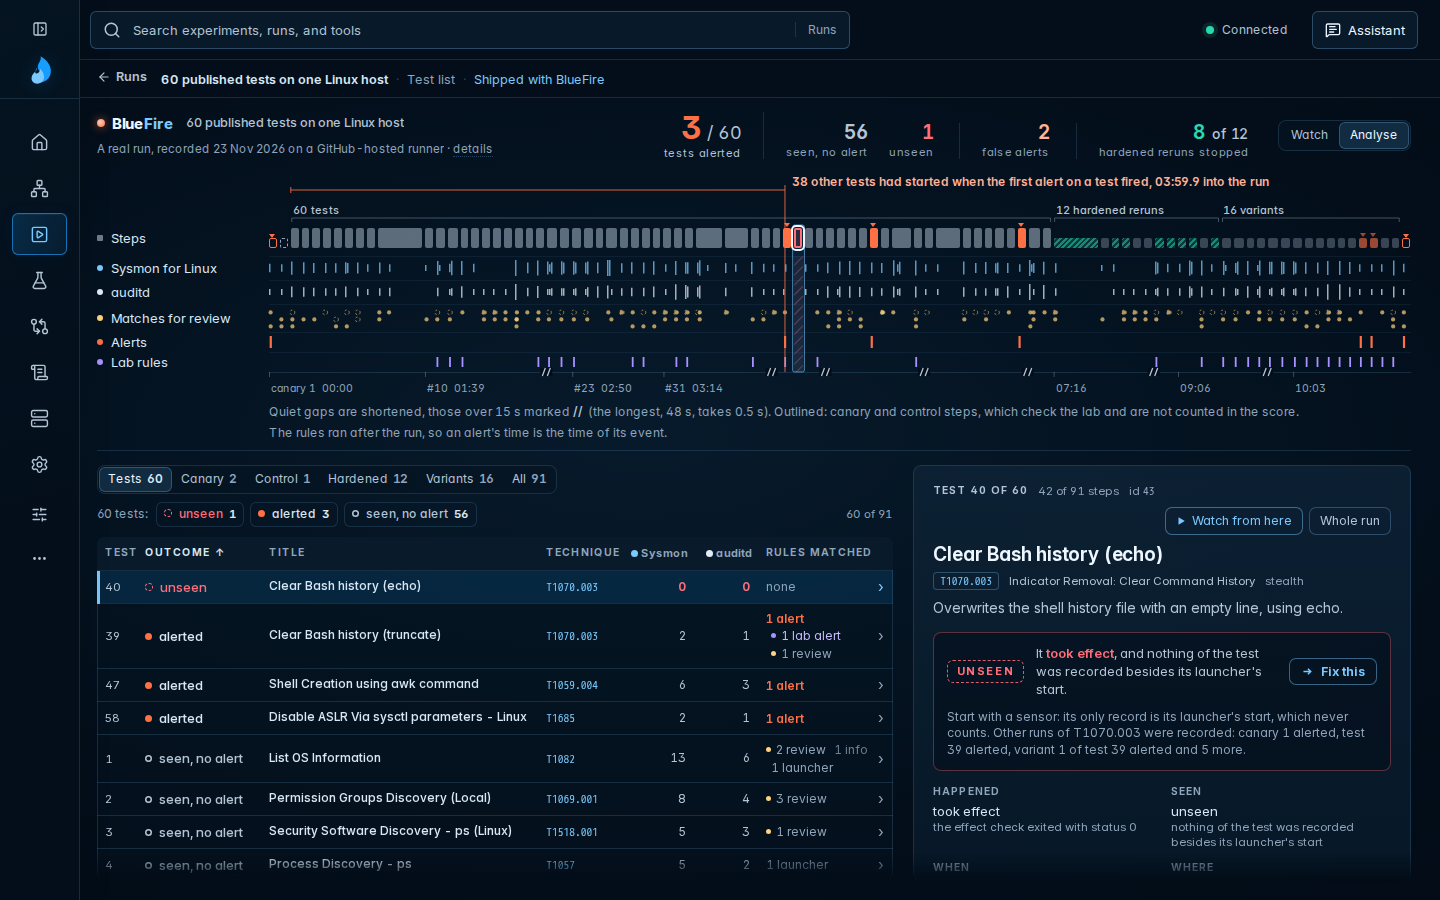 Search experiments, runs, and tools
Runs
Connected
Assistant
← Runs 60 published tests on one Linux host · Test list · Shipped with BlueFire
BlueFire 60 published tests on one Linux host
A real run, recorded 23 Nov 2026 on a GitHub-hosted runner · details
3 / 60
tests alerted
56
seen, no alert
1
unseen
2
false alerts
8 of 12
hardened reruns stopped
Watch Analyse
38 other tests had started when the first alert on a test fired, 03:59.9 into the run
60 tests
12 hardened reruns
16 variants
Steps
Sysmon for Linux
auditd
Matches for review
Alerts
Lab rules
// // // // // // //
canary 1 00:00 #10 01:39 #23 02:50 #31 03:14 07:16 09:06 10:03
Quiet gaps are shortened, those over 15 s marked // (the longest, 48 s, takes 0.5 s). Outlined: canary and control steps, which check the lab and are not counted in the score.
The rules ran after the run, so an alert's time is the time of its event.
Tests 60 Canary 2 Control 1 Hardened 12 Variants 16 All 91
60 tests: unseen 1 alerted 3 seen, no alert 56
60 of 91
TEST OUTCOME ↑ TITLE TECHNIQUE Sysmon auditd RULES MATCHED
40 unseen Clear Bash history (echo) T1070.003 0 0 none ›
39 alerted Clear Bash history (truncate) T1070.003 2 1 1 alert ›
1 lab alert
1 review
47 alerted Shell Creation using awk command T1059.004 6 3 1 alert ›
58 alerted Disable ASLR Via sysctl parameters - Linux T1685 2 1 1 alert ›
1 seen, no alert List OS Information T1082 13 6 2 review 1 info ›
1 launcher
2 seen, no alert Permission Groups Discovery (Local) T1069.001 8 4 3 review ›
3 seen, no alert Security Software Discovery - ps (Linux) T1518.001 5 3 1 review ›
4 seen, no alert Process Discovery - ps T1057 5 2 1 launcher ›
TEST 40 OF 60 42 of 91 steps id 43
Watch from here
Whole run
Clear Bash history (echo)
T1070.003 Indicator Removal: Clear Command History stealth
Overwrites the shell history file with an empty line, using echo.
UNSEEN
It took effect, and nothing of the test
was recorded besides its launcher's
start.
→ Fix this
Start with a sensor: its only record is its launcher's start, which never
counts. Other runs of T1070.003 were recorded: canary 1 alerted, test
39 alerted, variant 1 of test 39 alerted and 5 more.
HAPPENED
took effect
the effect check exited with status 0
SEEN
unseen
nothing of the test was recorded
besides its launcher's start
WHEN
WHERE